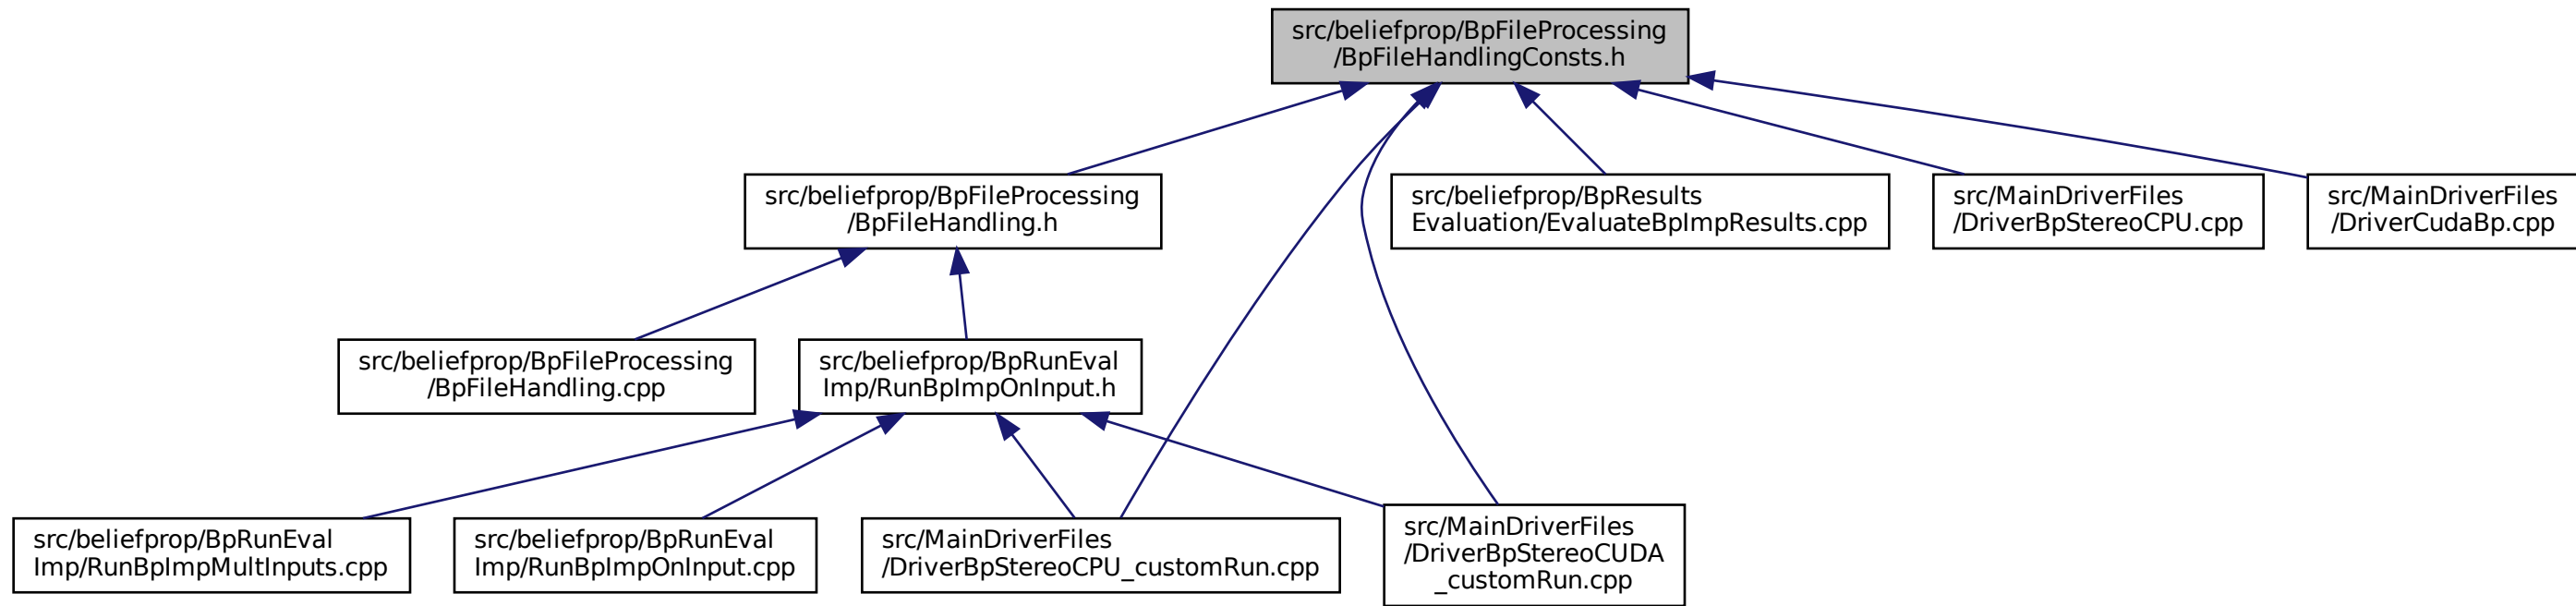 src/beliefprop/BpFileProcessing
/BpFileHandlingConsts.h
src/beliefprop/BpFileProcessing
/BpFileHandling.h
src/beliefprop/BpResults
Evaluation/EvaluateBpImpResults.cpp
src/MainDriverFiles
/DriverBpStereoCPU.cpp
src/MainDriverFiles
/DriverCudaBp.cpp
src/beliefprop/BpFileProcessing
/BpFileHandling.cpp
src/beliefprop/BpRunEval
Imp/RunBpImpOnInput.h
src/beliefprop/BpRunEval
Imp/RunBpImpMultInputs.cpp
src/beliefprop/BpRunEval
Imp/RunBpImpOnInput.cpp
src/MainDriverFiles
/DriverBpStereoCPU_customRun.cpp
src/MainDriverFiles
/DriverBpStereoCUDA
_customRun.cpp